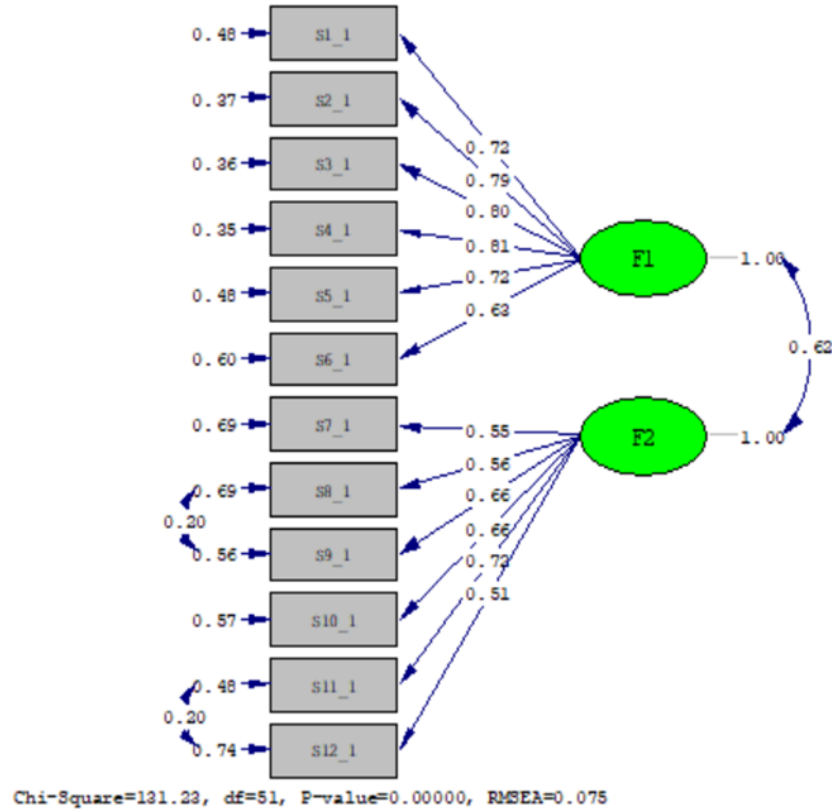 0.48 S1_1
0.72
0.37 S2_1
0.79
0.36 S3_1
0.80
0.35 S4_1
0.81
F1 1.00
0.48 S5_1
0.72
0.63
0.60 S6_1
0.62
0.69 S7_1
0.55
F2 1.00
0.56
0.69 S8_1
0.66
0.20
0.66
0.56 S9_1
0.51
0.57 S10_1
0.48 S11_1
0.20
0.74 S12_1
Chi-Square=131.23, df=51, P-value=0.00000, RMSEA=0.075